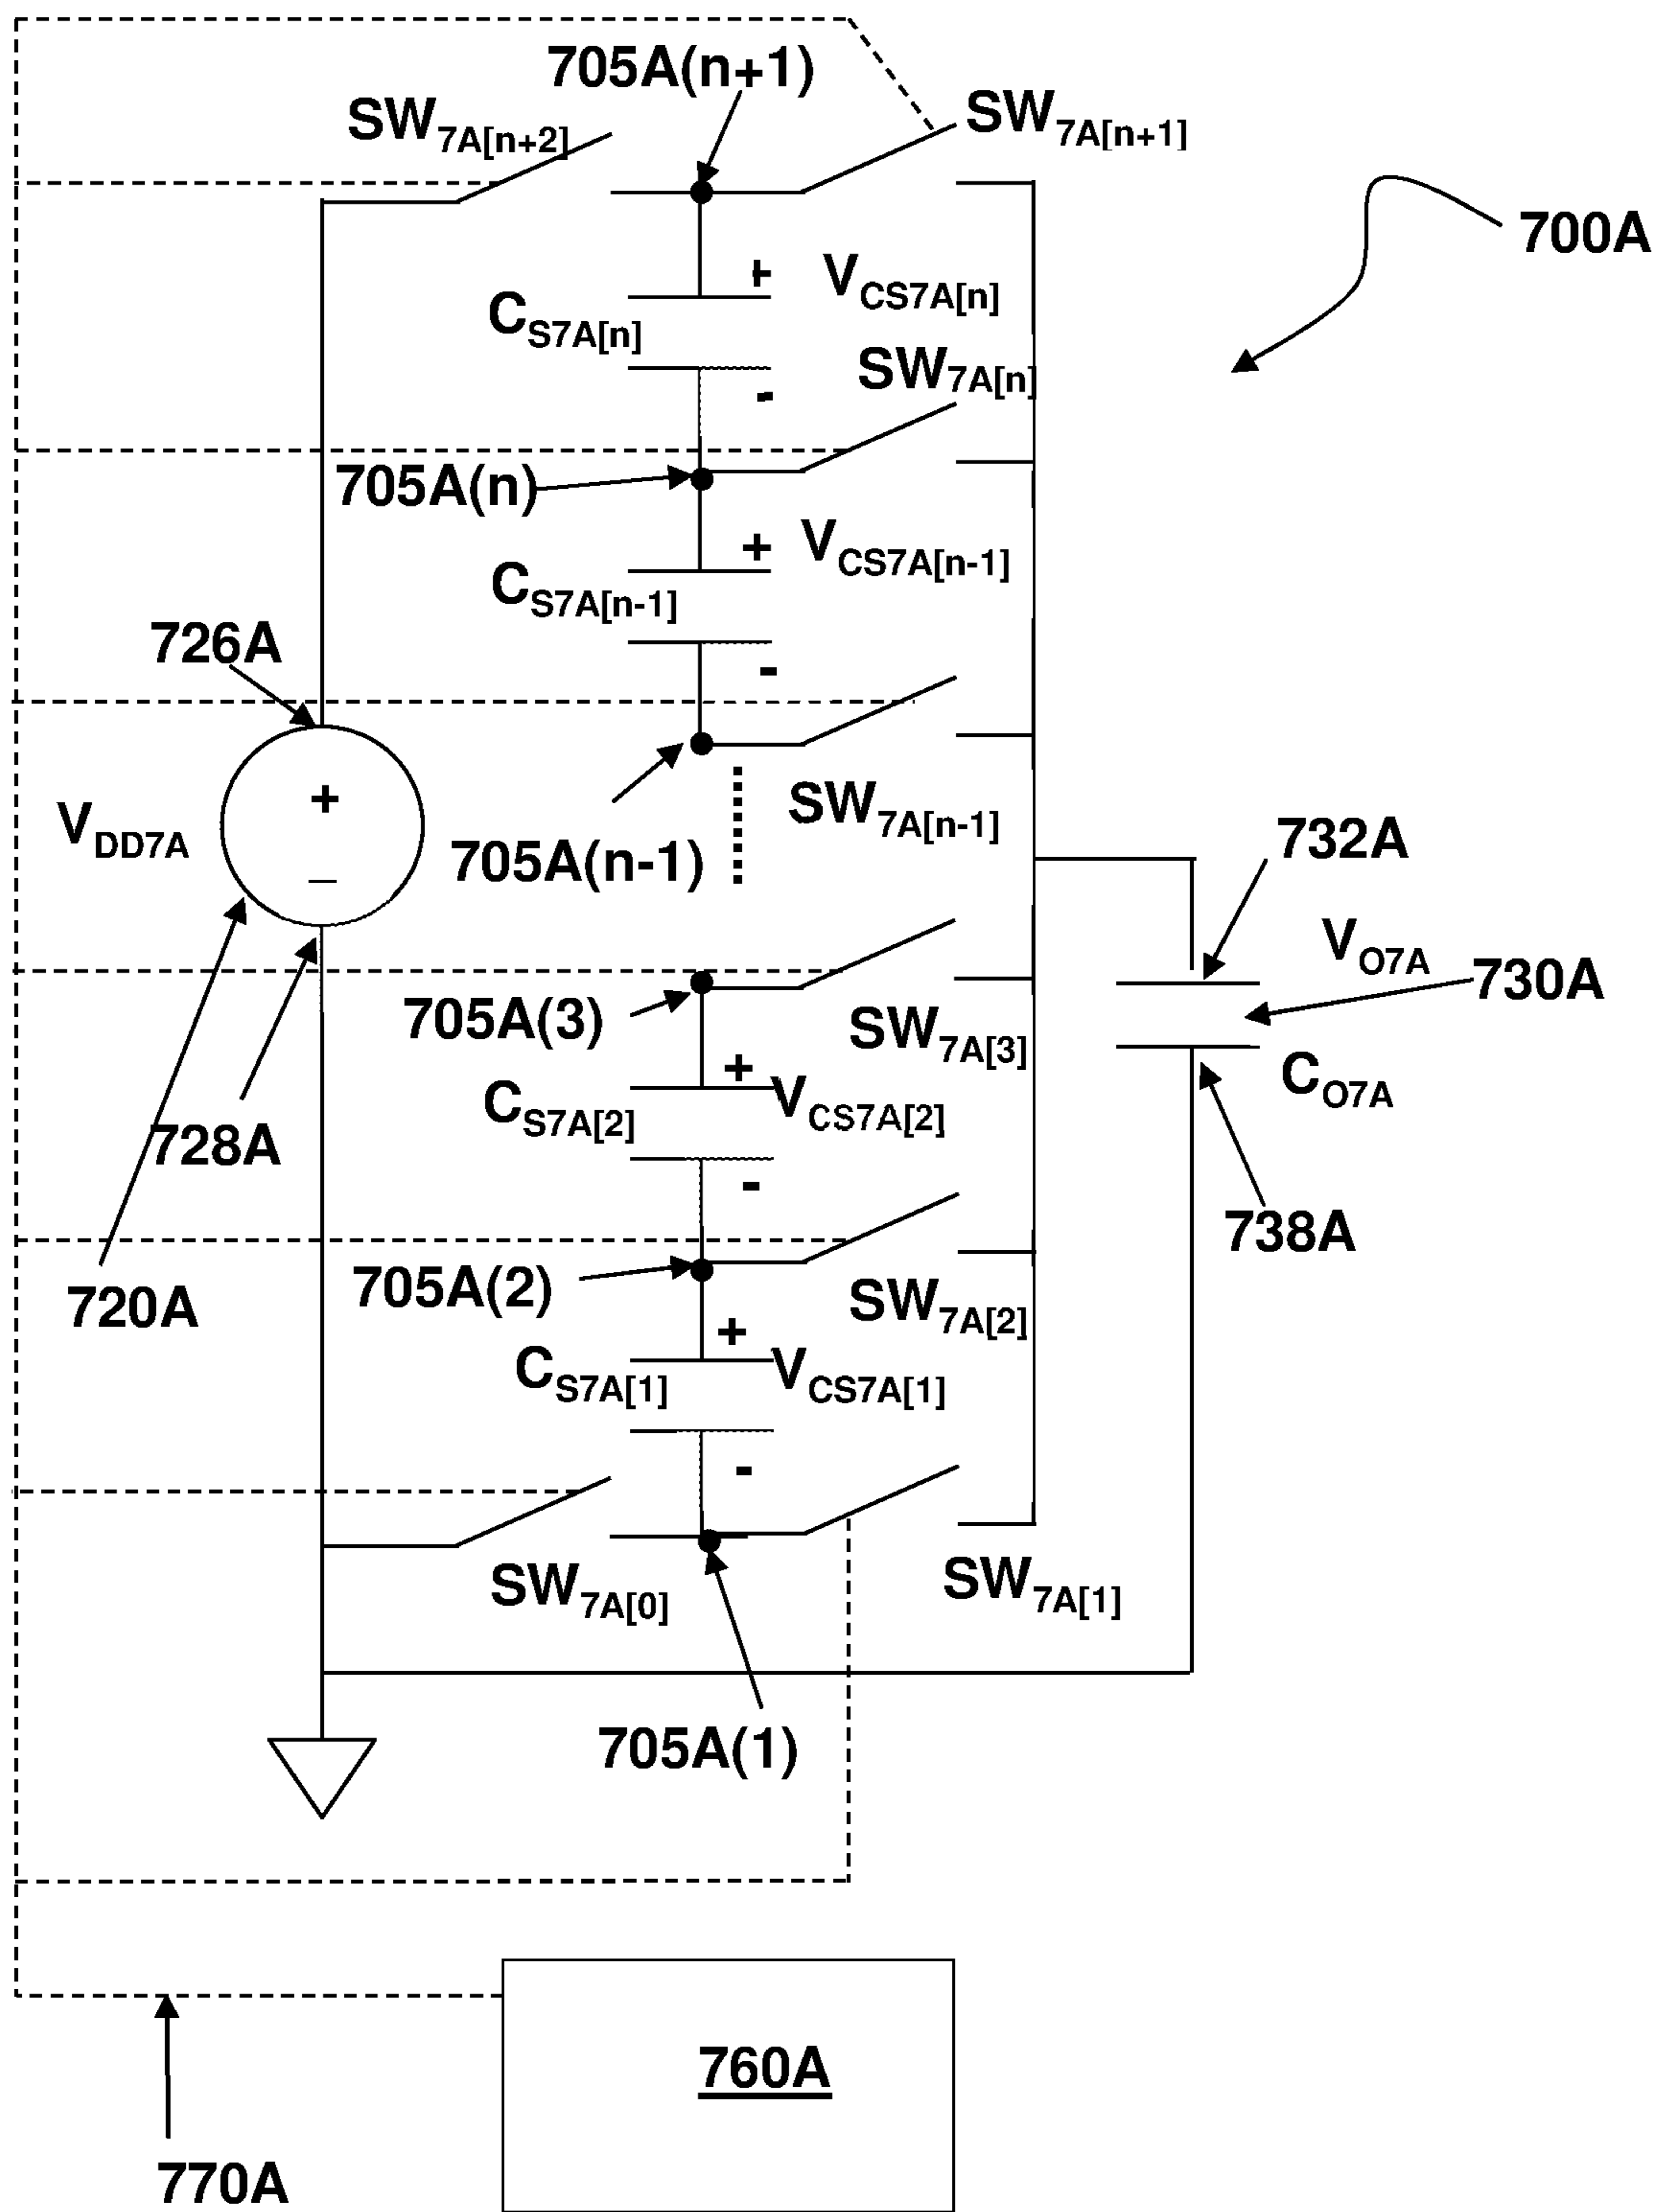 705A(n+1)
SW7A[n+2]
SW7A[n+1]
700A
+
VCS7A[n]
CS7A[n]
SW7A[n]
-
705A(n)
+
VCS7A[n-1]
CS7A[n-1]
726A
-
+
VDD7A
SW7A[n-1]
705A(n-1)
732A
–
VO7A
730A
705A(3)
SW7A[3]
+
CO7A
CS7A[2]
VCS7A[2]
728A
-
738A
705A(2)
720A
SW7A[2]
+
CS7A[1]
VCS7A[1]
-
SW7A[0]
SW7A[1]
705A(1)
760A
770A